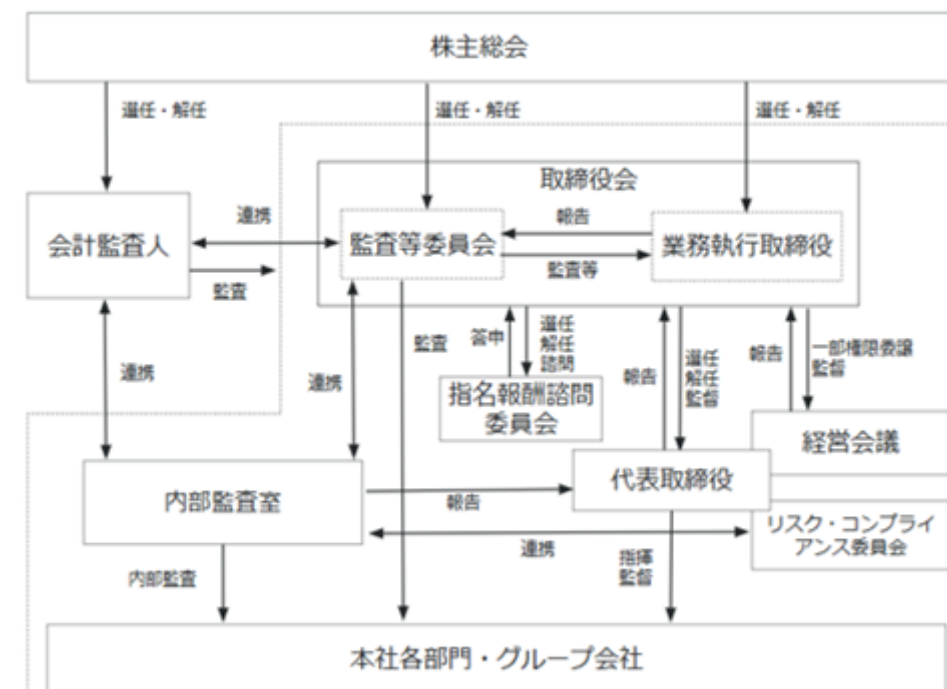 株主総会
選任・解任
選任・解任
選任・解任
取締役会
会計監査人
連携
監査等委員会
報告
業務執行取締役
監査等
監査
連携
連携
監査
答申
選任
解任
諮問
報告
選任
解任
監督
報告
一部権限委譲
監督
指名報酬諮問
委員会
経営会議
代表取締役
内部監査室
報告
連携
リスク・コンプライ
アンス委員会
内部監査
指揮
監督
本社各部門・グループ会社